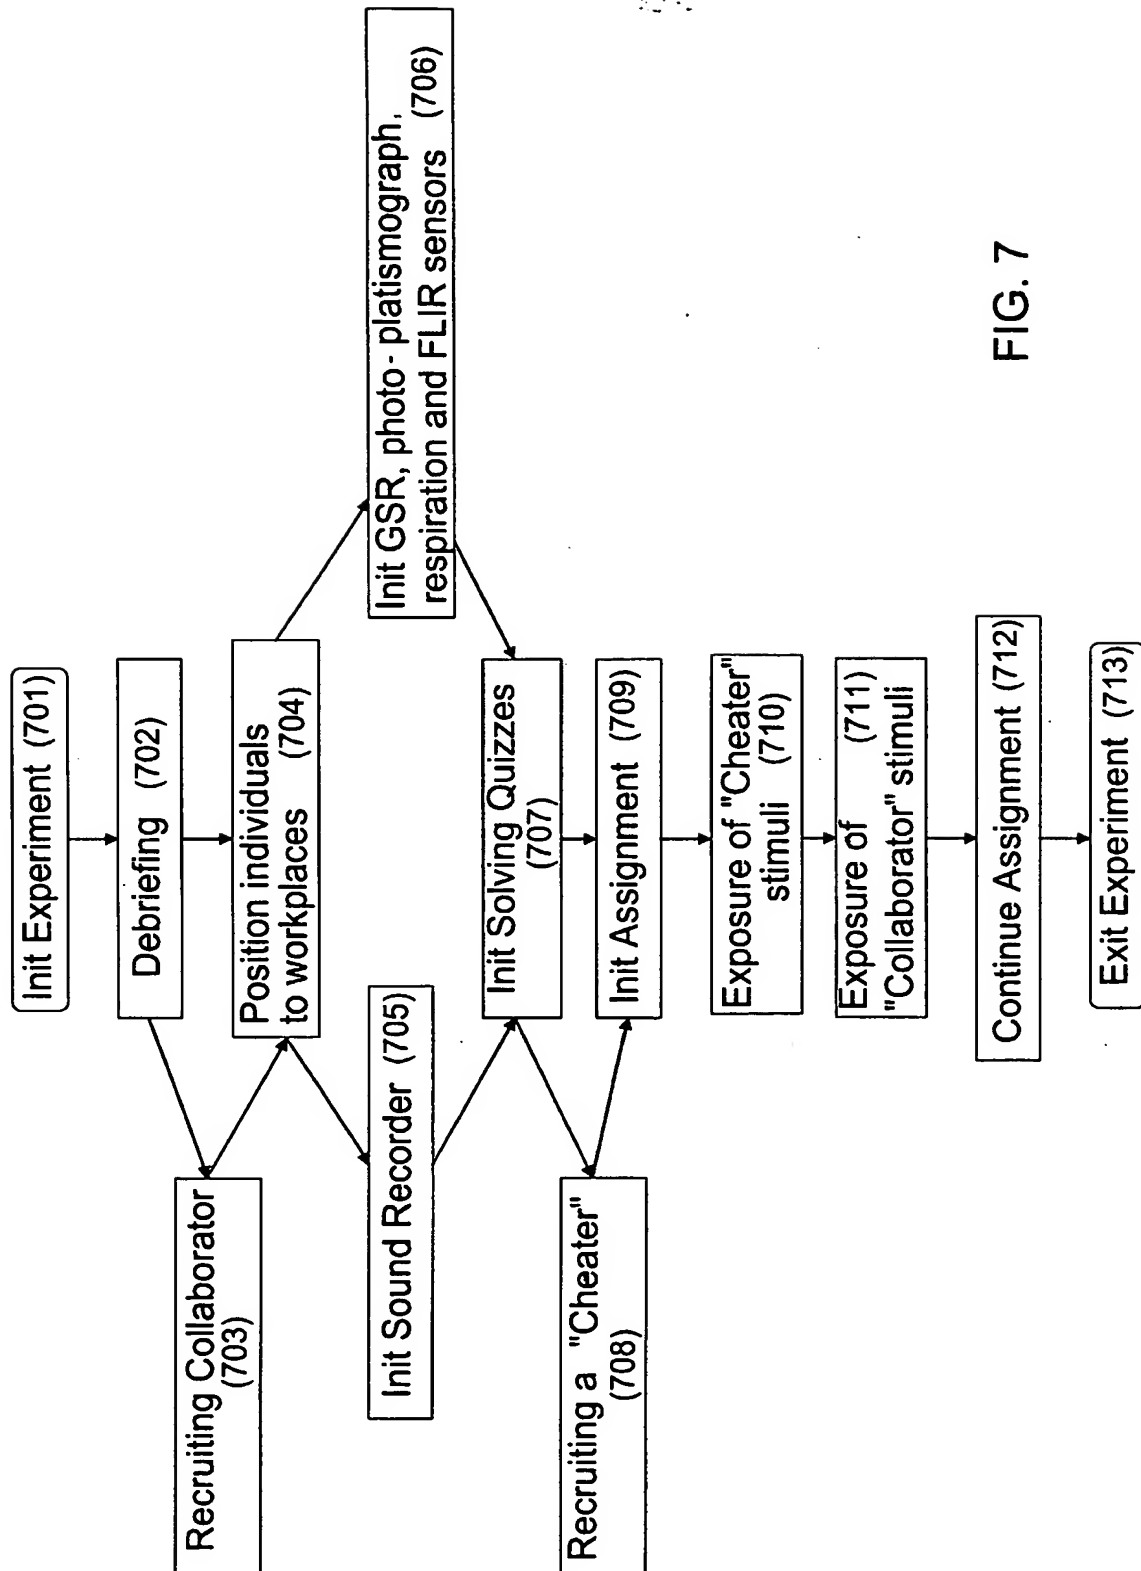 Init Experiment (701)
Debriefing (702)
Recruiting Collaborator
(703)
Position individuals
to workplaces (704)
Init Sound Recorder (705)
Init GSR, photo- platismograph,
respiration and FLIR sensors (706)
Init Solving Quizzes
(707)
Recruiting a "Cheater"
(708)
Init Assignment (709)
Exposure of "Cheater"
stimuli (710)
Exposure of (711)
"Collaborator" stimuli
Continue Assignment (712)
Exit Experiment (713)
FIG. 7